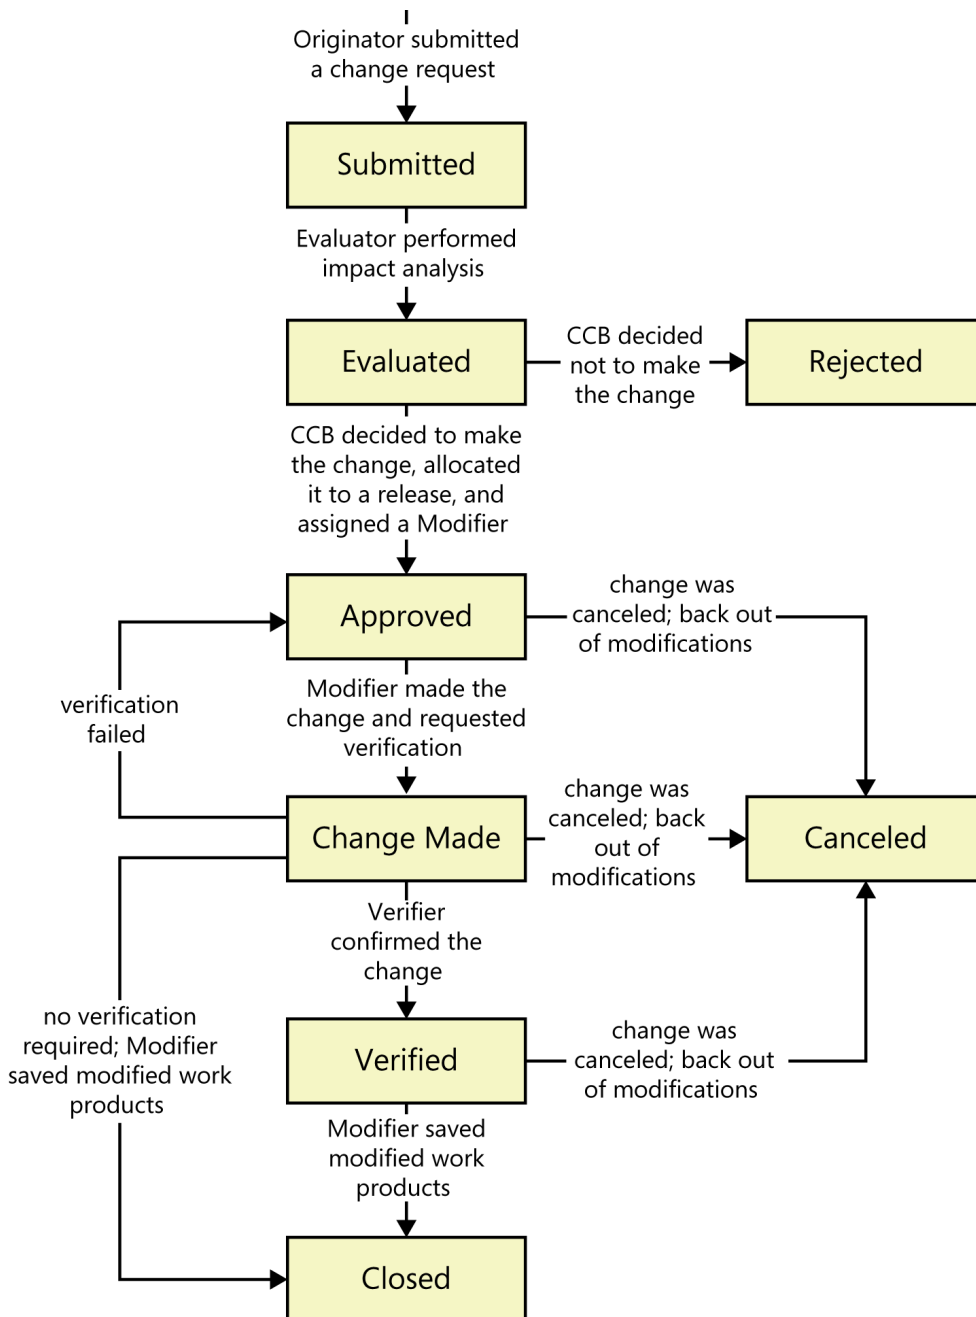 Originator submitted
a change request
Submitted
Evaluator performed
impact analysis
Evaluated
CCB decided
not to make
the change
Rejected
CCB decided to make
the change, allocated
it to a release, and
assigned a Modifier
Approved
change was
canceled; back out
of modifications
verification
failed
Modifier made the
change and requested
verification
Change Made
change was
canceled; back
out of
modifications
Canceled
Verifier
confirmed the
change
no verification
required; Modifier
saved modified work
products
Verified
change was
canceled; back out
of modifications
Modifier saved
modified work
products
Closed